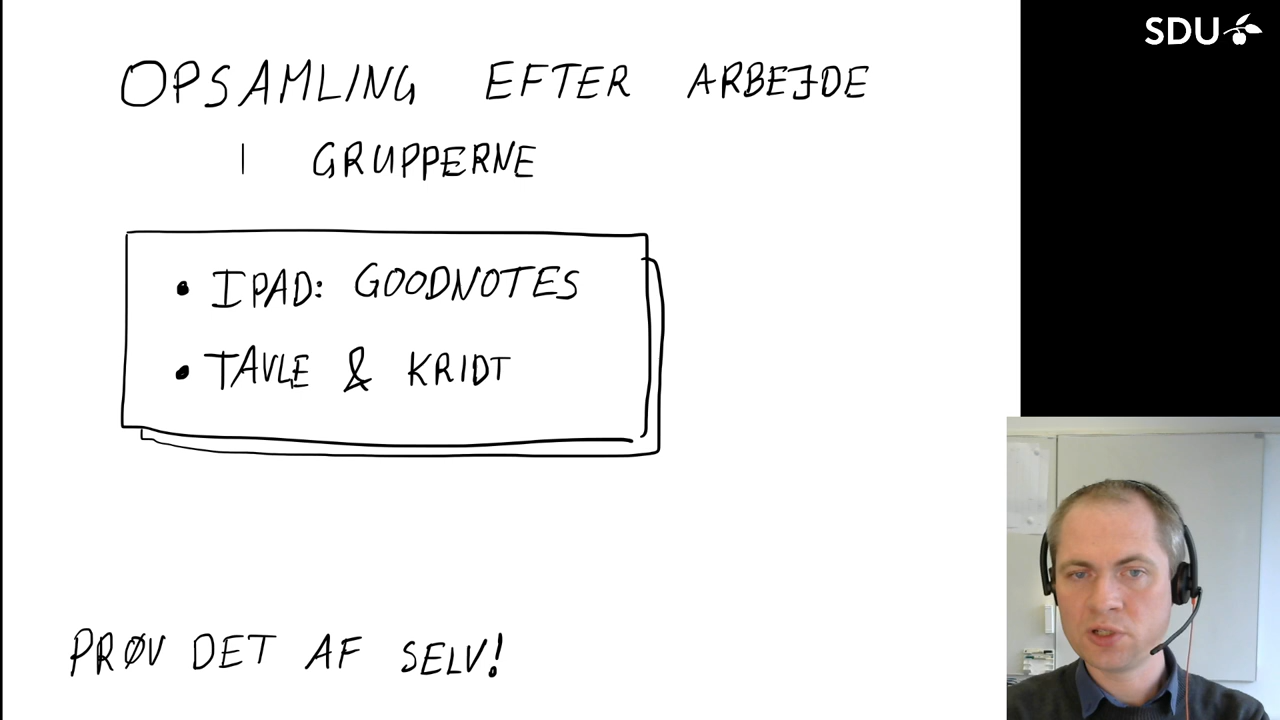 SDU
OPSAMLING EFTER ARBEJDE
I GRUPPERNE
• IPAD: GOODNOTES
• TAVLE & KRIDT
PRØV DET AF SELV!